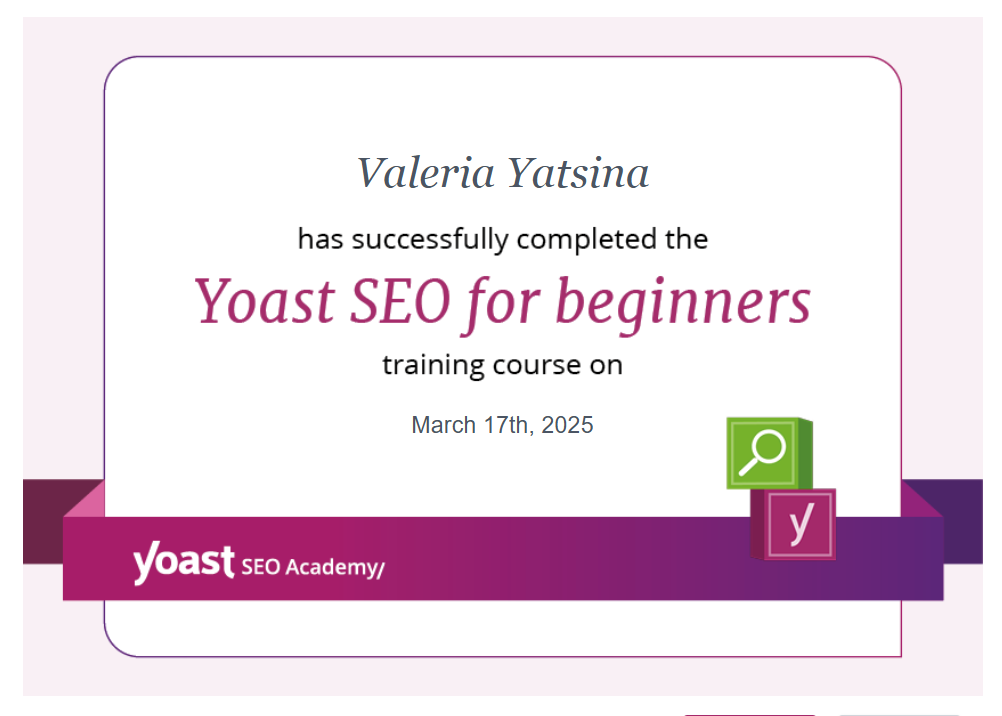 Valeria Yatsina
has successfully completed the
Yoast SEO for beginners
training course on
March 17th, 2025
y
yoast SEO Academy/